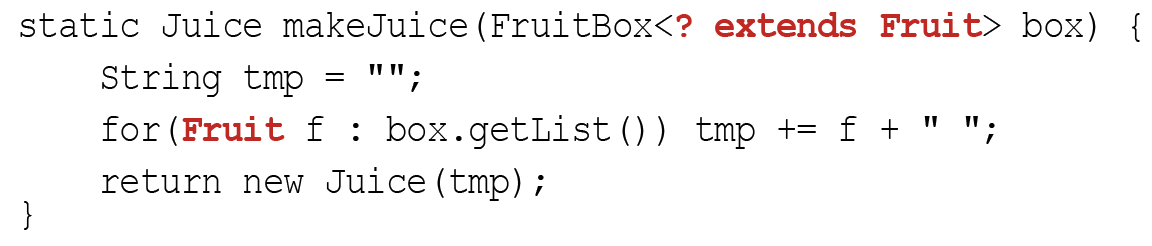 static Juice makeJuice(FruitBox<? extends Fruit> box) {
    String tmp = "";
    for(Fruit f : box.getList()) tmp += f + " ";
    return new Juice(tmp);
}